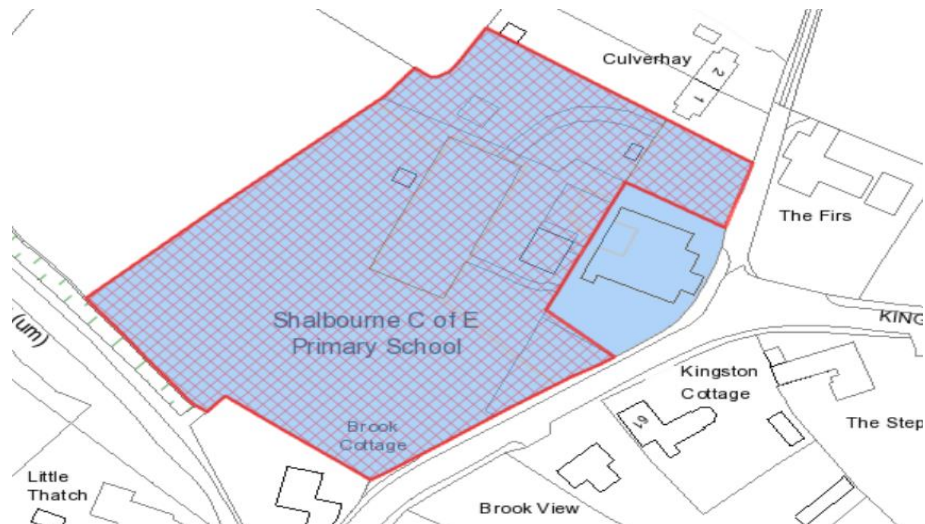 Culverhay
2
1
The Firs
(um)
Shalbourne C of E
Primary School
KING
Kingston
Cottage
Brook
Cottage
19
The Step
Little
Thatch
Brook View